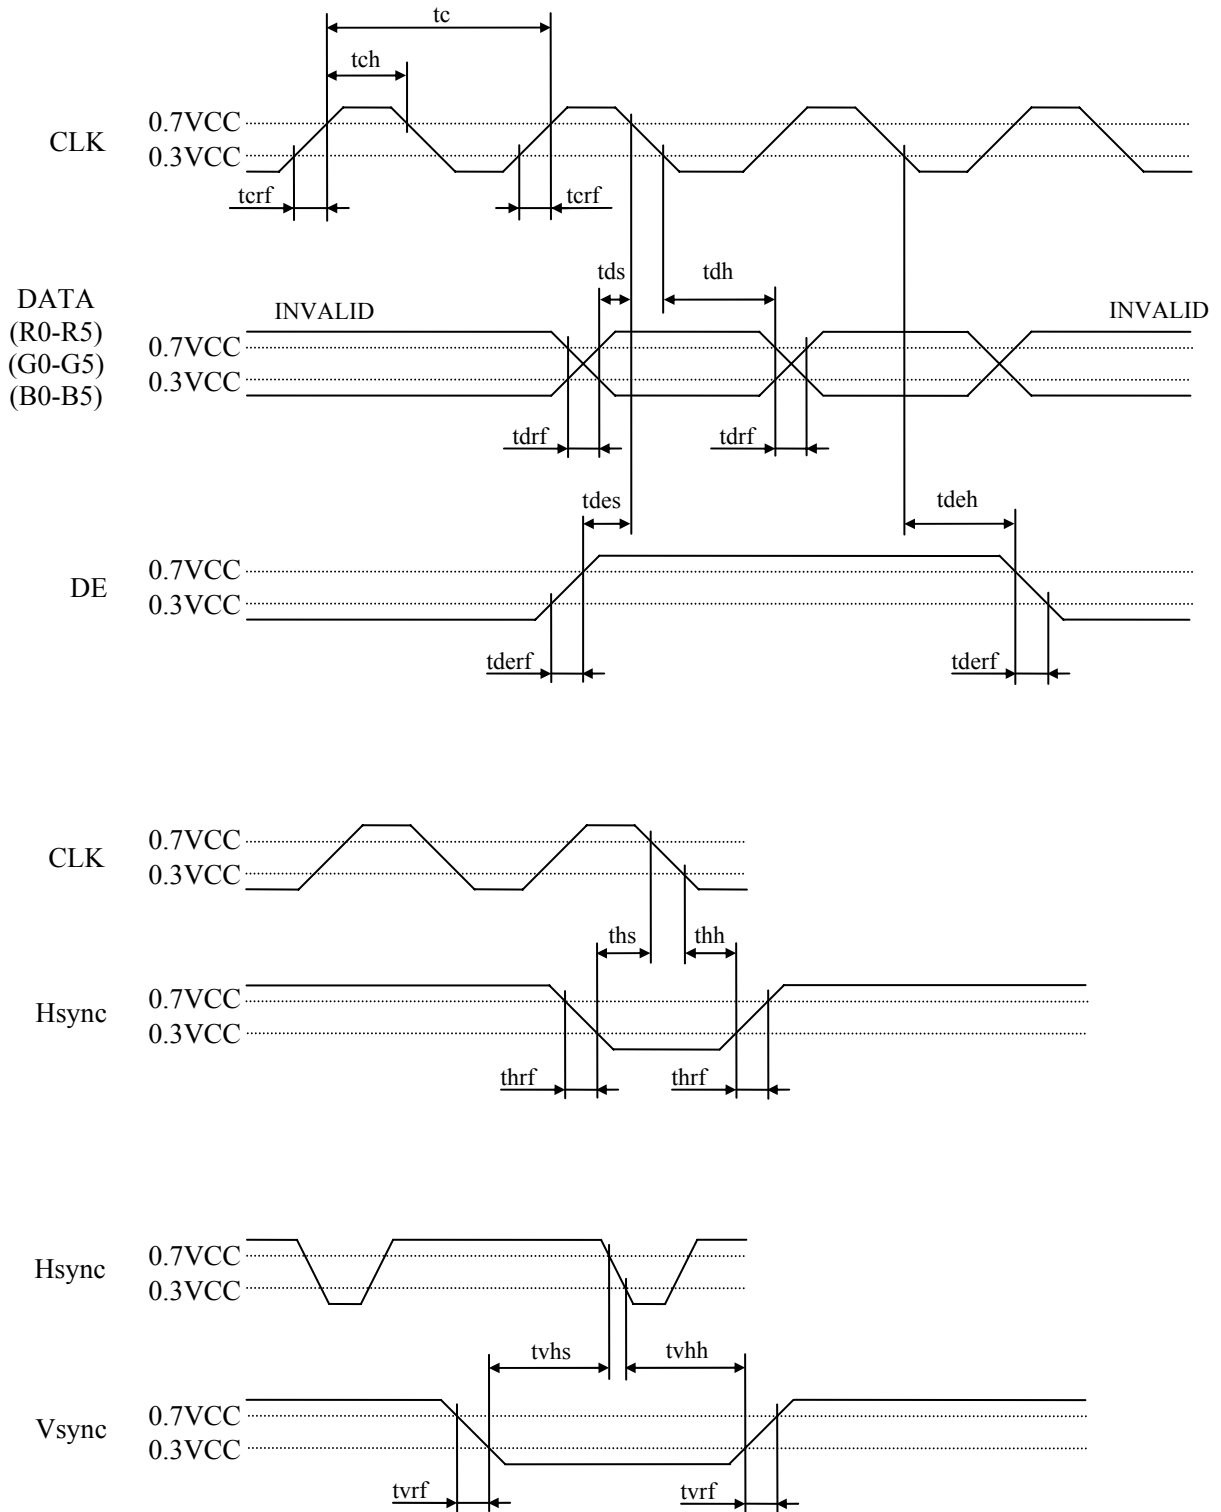 tc
tch
CLK
0.7VCC
0.3VCC
tcrf
tcrf
tds
tdh
DATA
(R0-R5)
(G0-G5)
(B0-B5)
INVALID
INVALID
0.7VCC
0.3VCC
tdrf
tdrf
tdes
tdeh
DE
0.7VCC
0.3VCC
tderf
tderf
CLK
0.7VCC
0.3VCC
ths
thh
Hsync
0.7VCC
0.3VCC
thrf
thrf
Hsync
0.7VCC
0.3VCC
tvhs
tvhh
Vsync
0.7VCC
0.3VCC
tvrf
tvrf